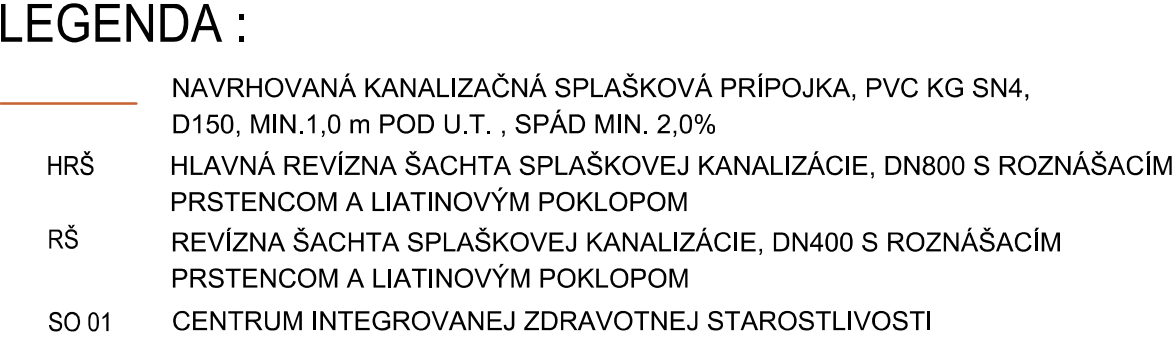 LEGENDA :
NAVRHOVANÁ KANALIZAČNÁ SPLAŠKOVÁ PRÍPOJKA, PVC KG SN4,
D150, MIN.1,0 m POD U.T. , SPÁD MIN. 2,0%
HRŠ HLAVNÁ REVÍZNA ŠACHTA SPLAŠKOVEJ KANALIZÁCIE, DN800 S ROZNÁŠACÍM
PRSTENCOM A LIATINOVÝM POKLOPOM
RŠ REVÍZNA ŠACHTA SPLAŠKOVEJ KANALIZÁCIE, DN400 S ROZNÁŠACÍM
PRSTENCOM A LIATINOVÝM POKLOPOM
SO 01 CENTRUM INTEGROVANEJ ZDRAVOTNEJ STAROSTLIVOSTI